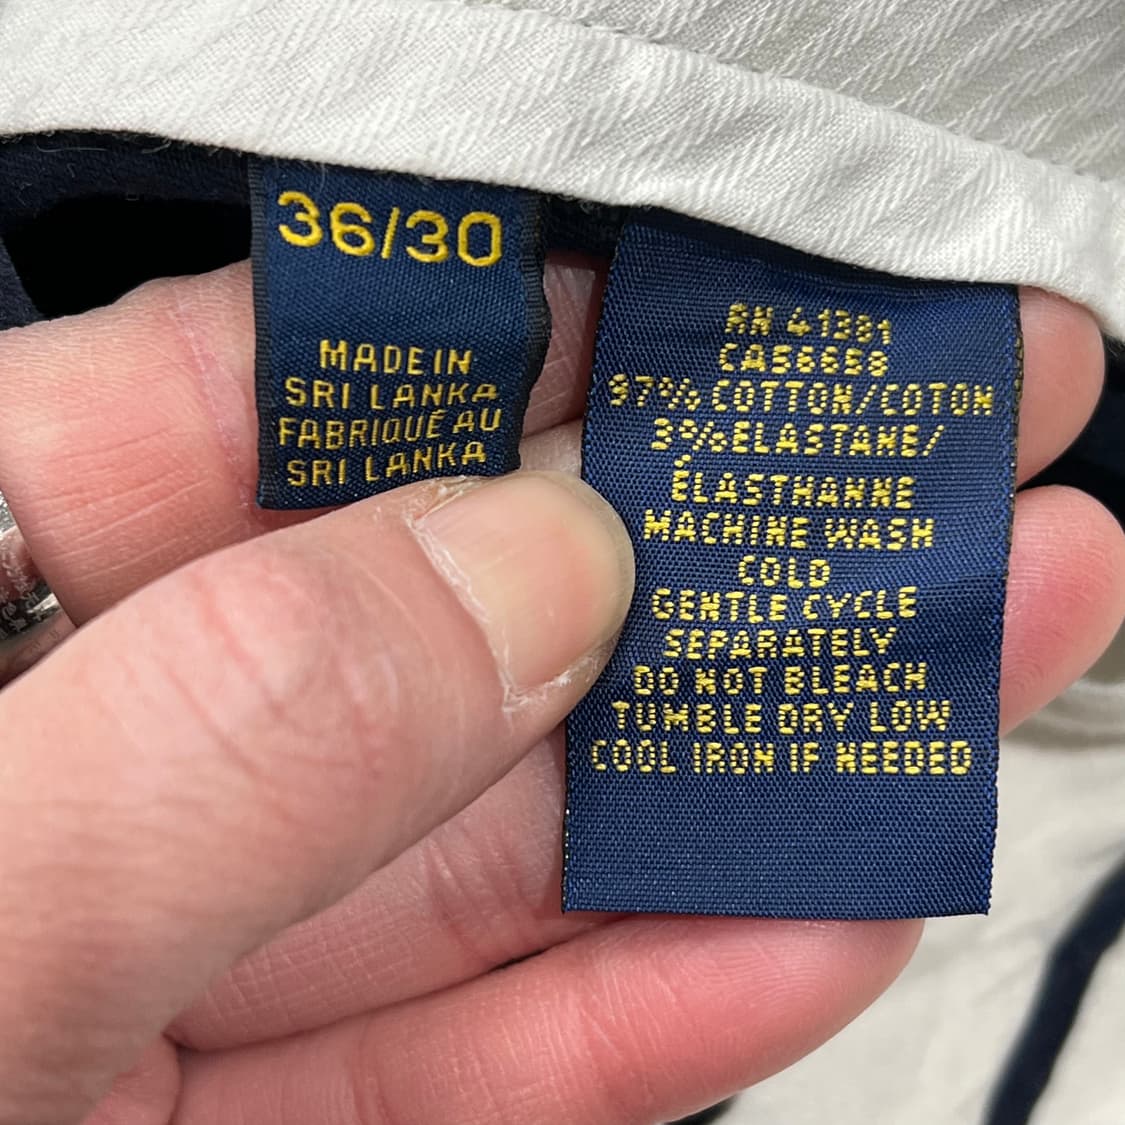 36/30
MADE IN
SRI LANKA
FABRIQUÉ AU
SRI LANKA
RN 41381
CA56658
97% COTTON/COTON
3% ELASTANE/
ÉLASTHANNE
MACHINE WASH
COLD
GENTLE CYCLE
SEPARATELY
DO NOT BLEACH
TUMBLE DRY LOW
COOL IRON IF NEEDED